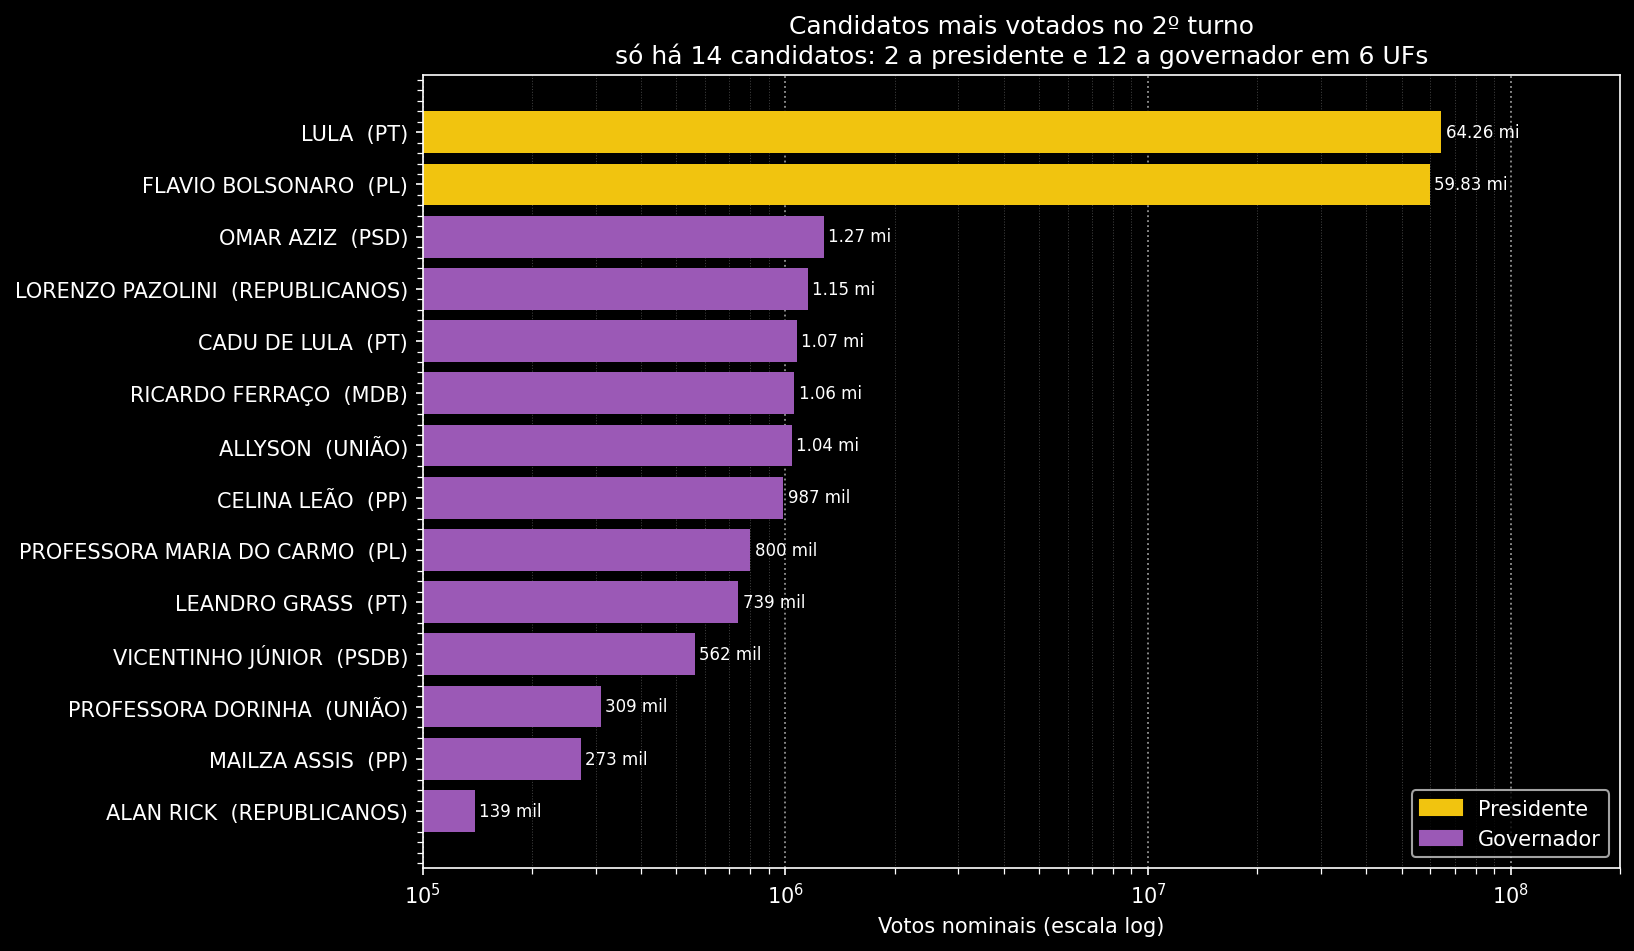 Candidatos mais votados no 2º turno
só há 14 candidatos: 2 a presidente e 12 a governador em 6 UFs
LULA (PT) 64.26 mi
FLAVIO BOLSONARO (PL) 59.83 mi
OMAR AZIZ (PSD) 1.27 mi
LORENZO PAZOLINI (REPUBLICANOS) 1.15 mi
CADU DE LULA (PT) 1.07 mi
RICARDO FERRAÇO (MDB) 1.06 mi
ALLYSON (UNIÃO) 1.04 mi
CELINA LEÃO (PP) 987 mil
PROFESSORA MARIA DO CARMO (PL) 800 mil
LEANDRO GRASS (PT) 739 mil
VICENTINHO JÚNIOR (PSDB) 562 mil
PROFESSORA DORINHA (UNIÃO) 309 mil
MAILZA ASSIS (PP) 273 mil
ALAN RICK (REPUBLICANOS) 139 mil
Presidente
Governador
10⁵ 10⁶ 10⁷ 10⁸
Votos nominais (escala log)